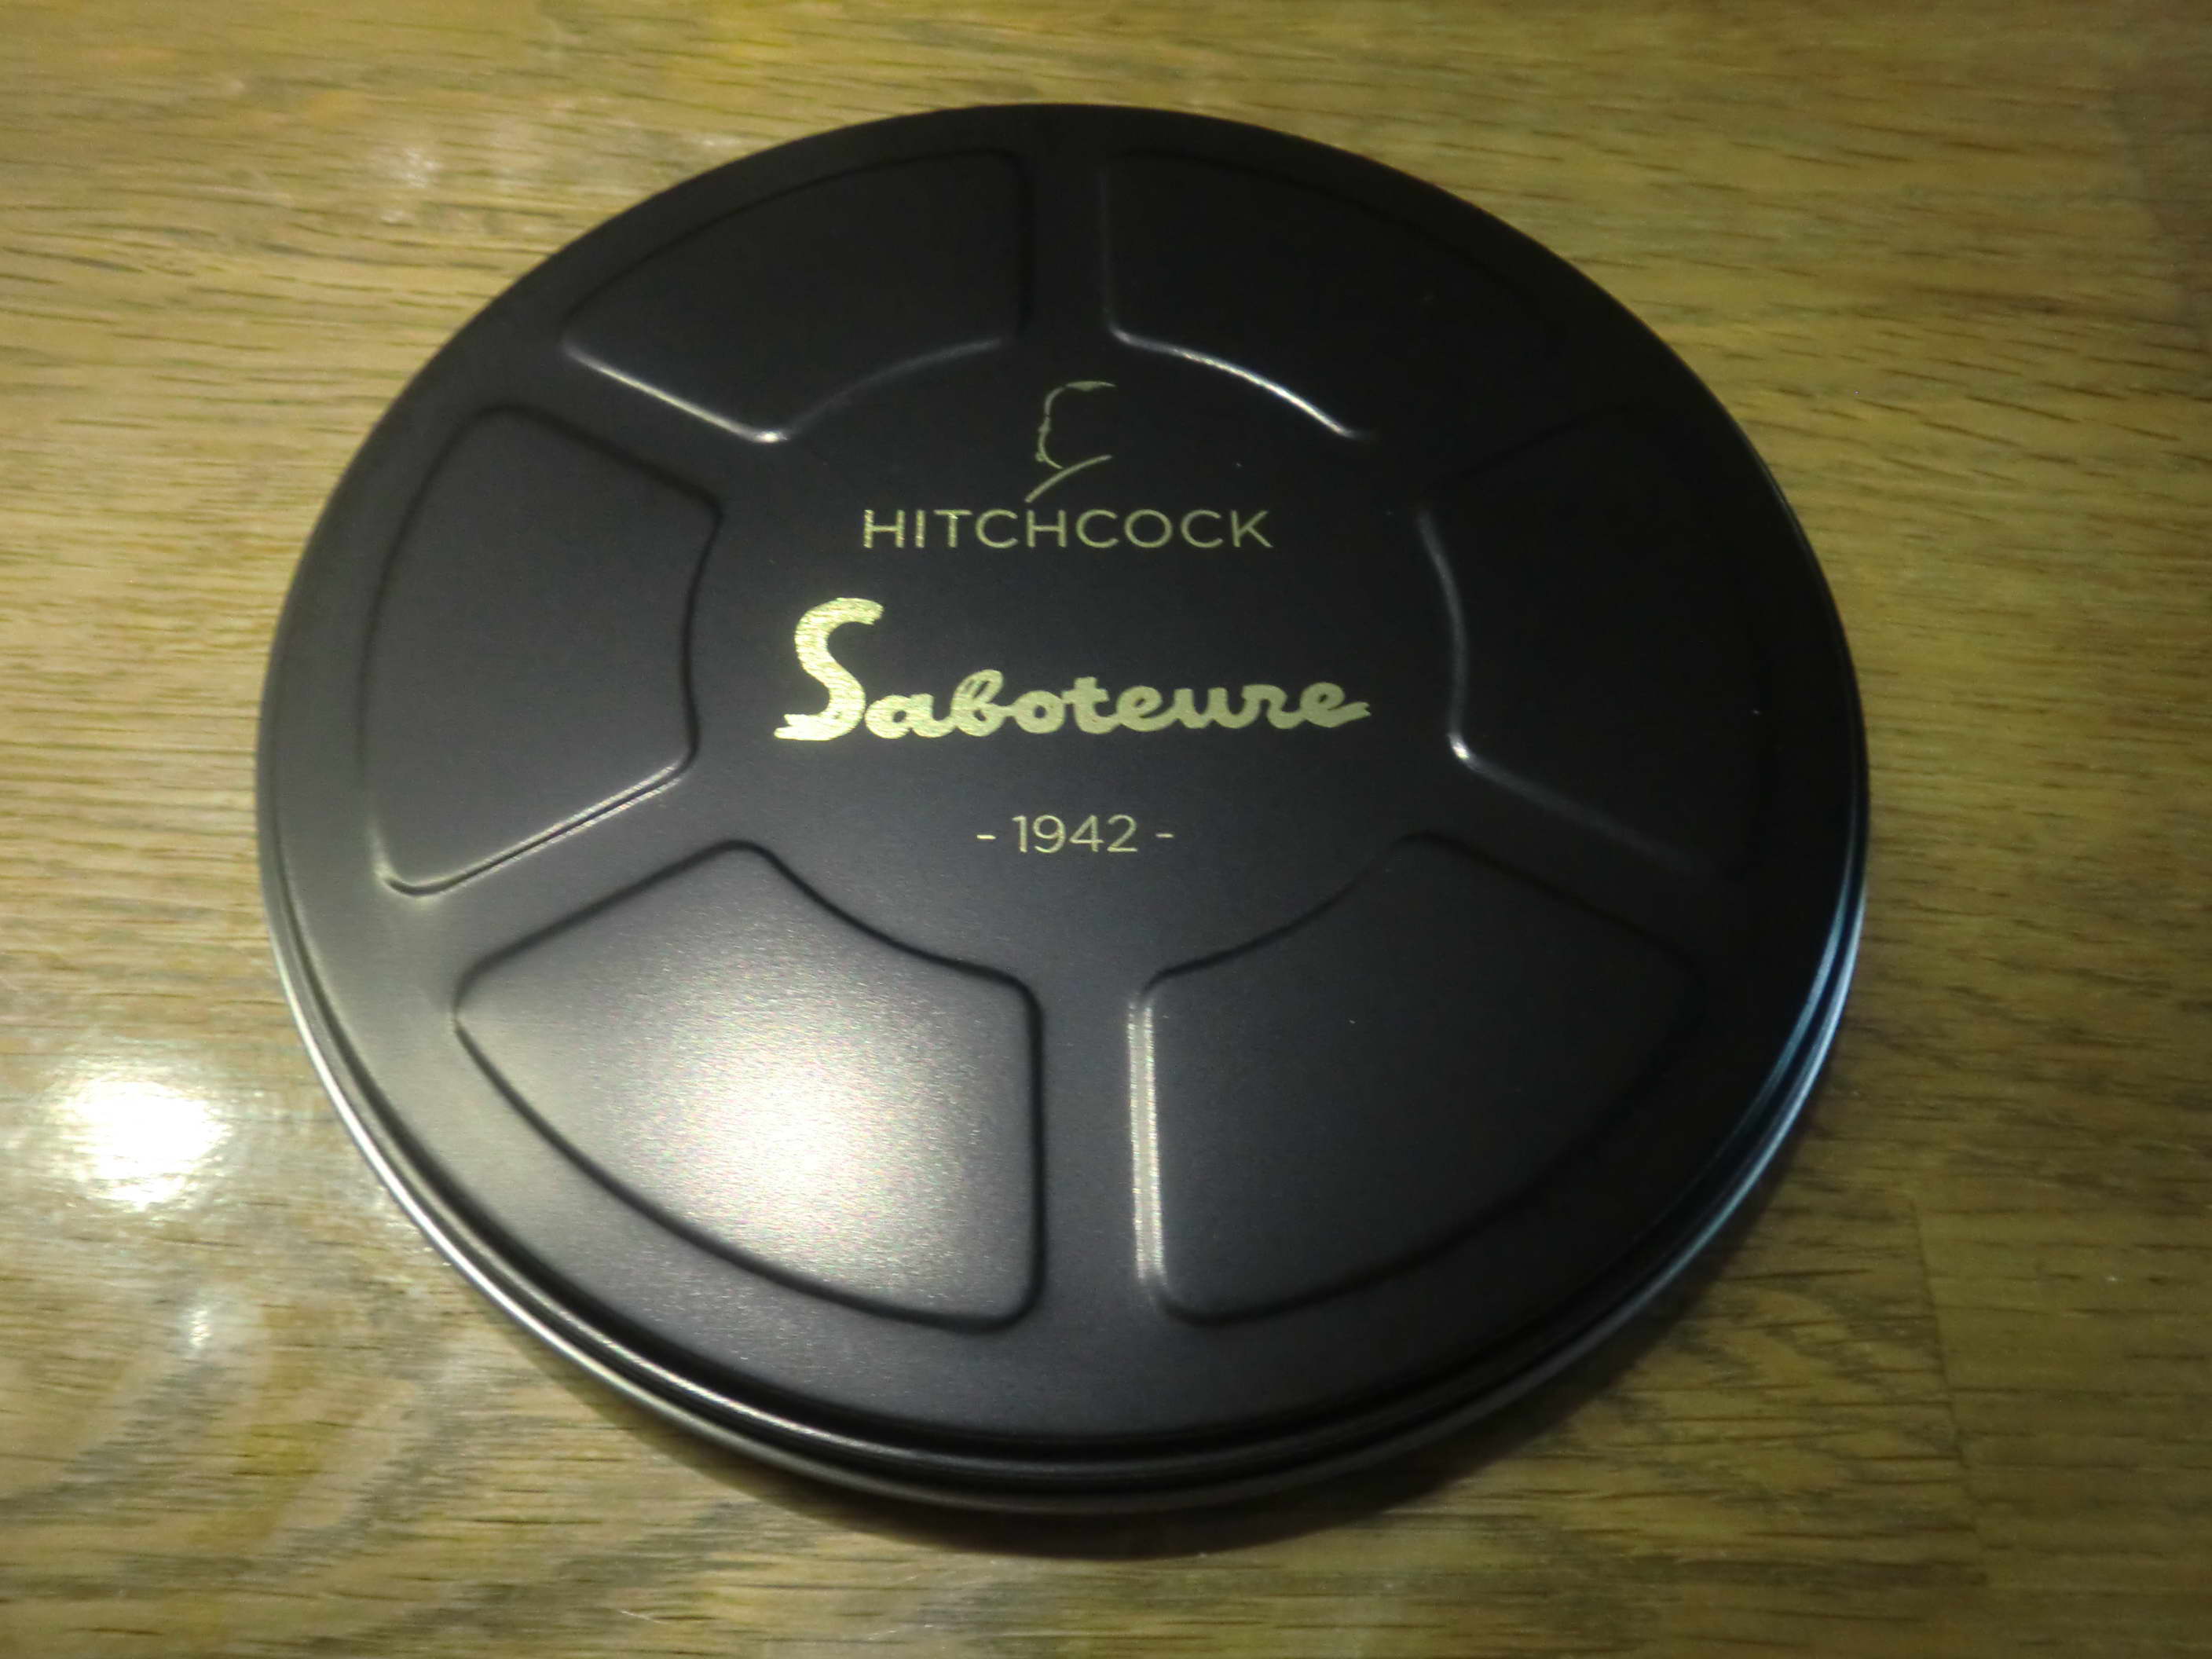 HITCHCOCK
Saboteure
- 1942 -